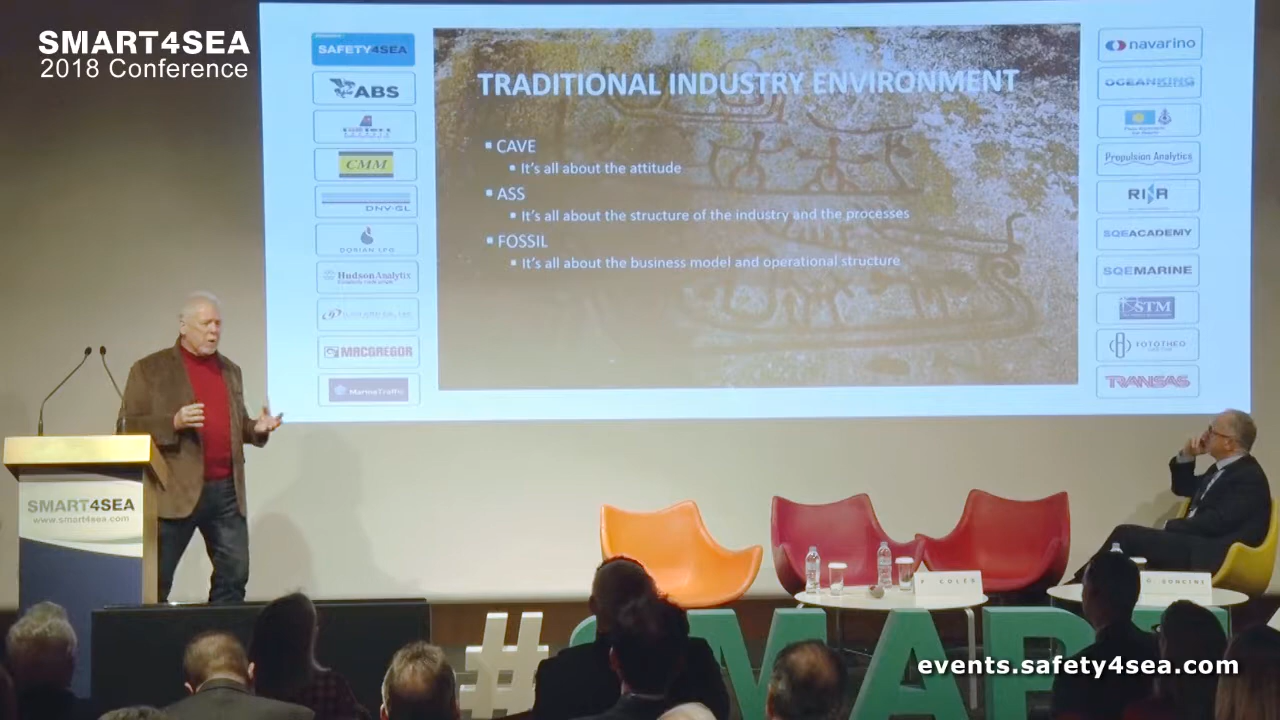 SMART4SEA
2018 Conference
SAFETY4SEA
ABS
CMM
DNV·GL
DORIAN LPG
HudsonAnalytix
MACGREGOR
MarineTraffic
TRADITIONAL INDUSTRY ENVIRONMENT
▪ CAVE
▪ It's all about the attitude
▪ ASS
▪ It's all about the structure of the industry and the processes
▪ FOSSIL
▪ It's all about the business model and operational structure
navarino
OCEANKING
Propulsion Analytics
SQEACADEMY
SQEMARINE
STM
TOTOTHEO
TRANSAS
SMART4SEA
www.smart4sea.com
#SMART
events.safety4sea.com